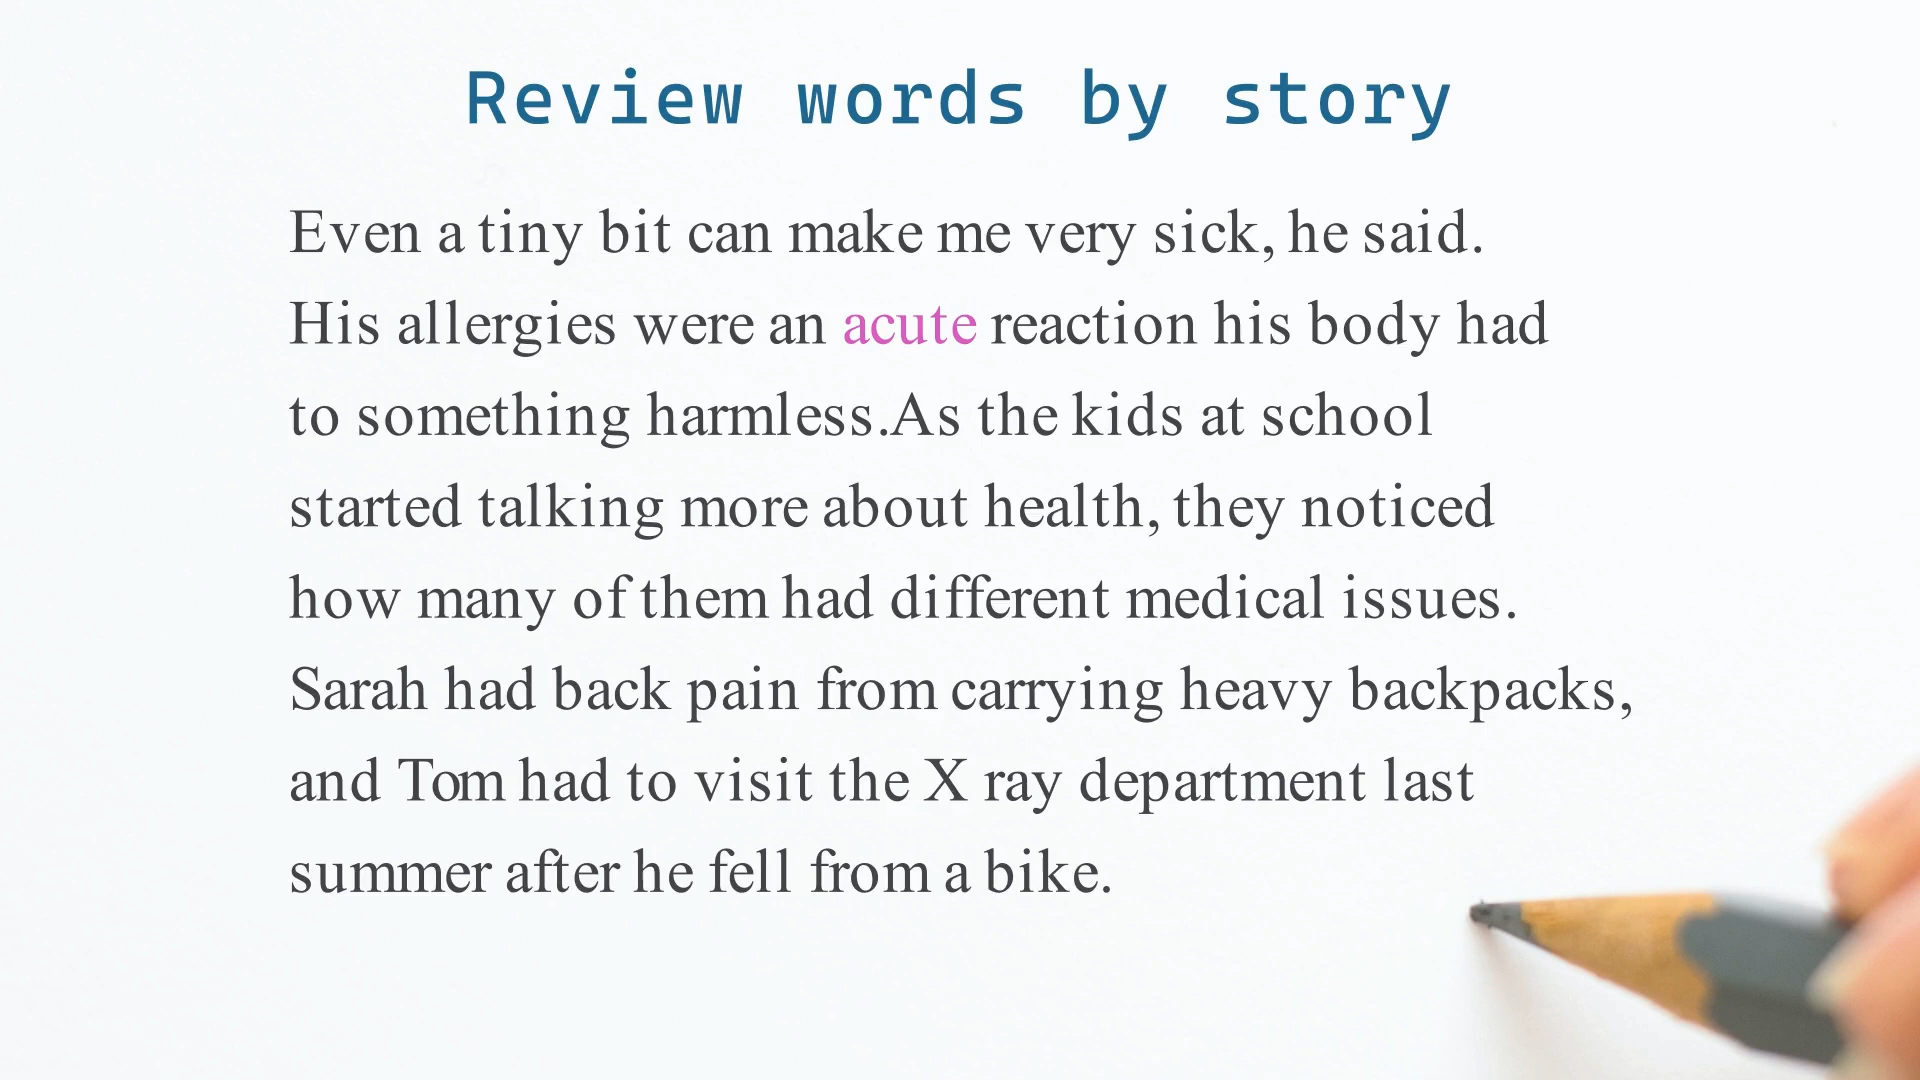 Review words by story
Even a tiny bit can make me very sick, he said.
His allergies were an acute reaction his body had
to something harmless.As the kids at school
started talking more about health, they noticed
how many of them had different medical issues.
Sarah had back pain from carrying heavy backpacks,
and Tom had to visit the X ray department last
summer after he fell from a bike.